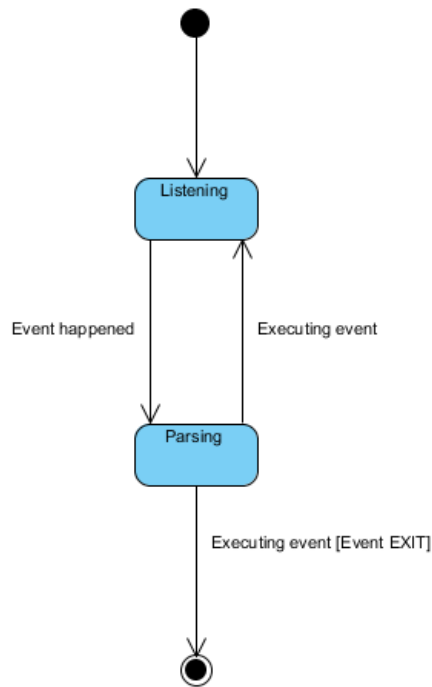 Listening
Event happened
Executing event
Parsing
Executing event [Event EXIT]